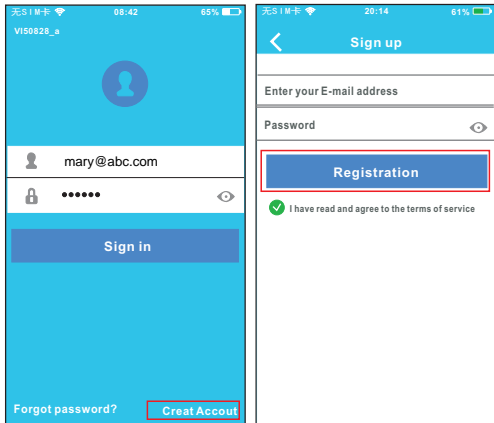 无SIM卡 08:42 65%
VI50828_a
mary@abc.com
••••••
Sign in
Forgot password? Creat Accout
无SIM卡 20:14 61%
Sign up
Enter your E-mail address
Password
Registration
I have read and agree to the terms of service